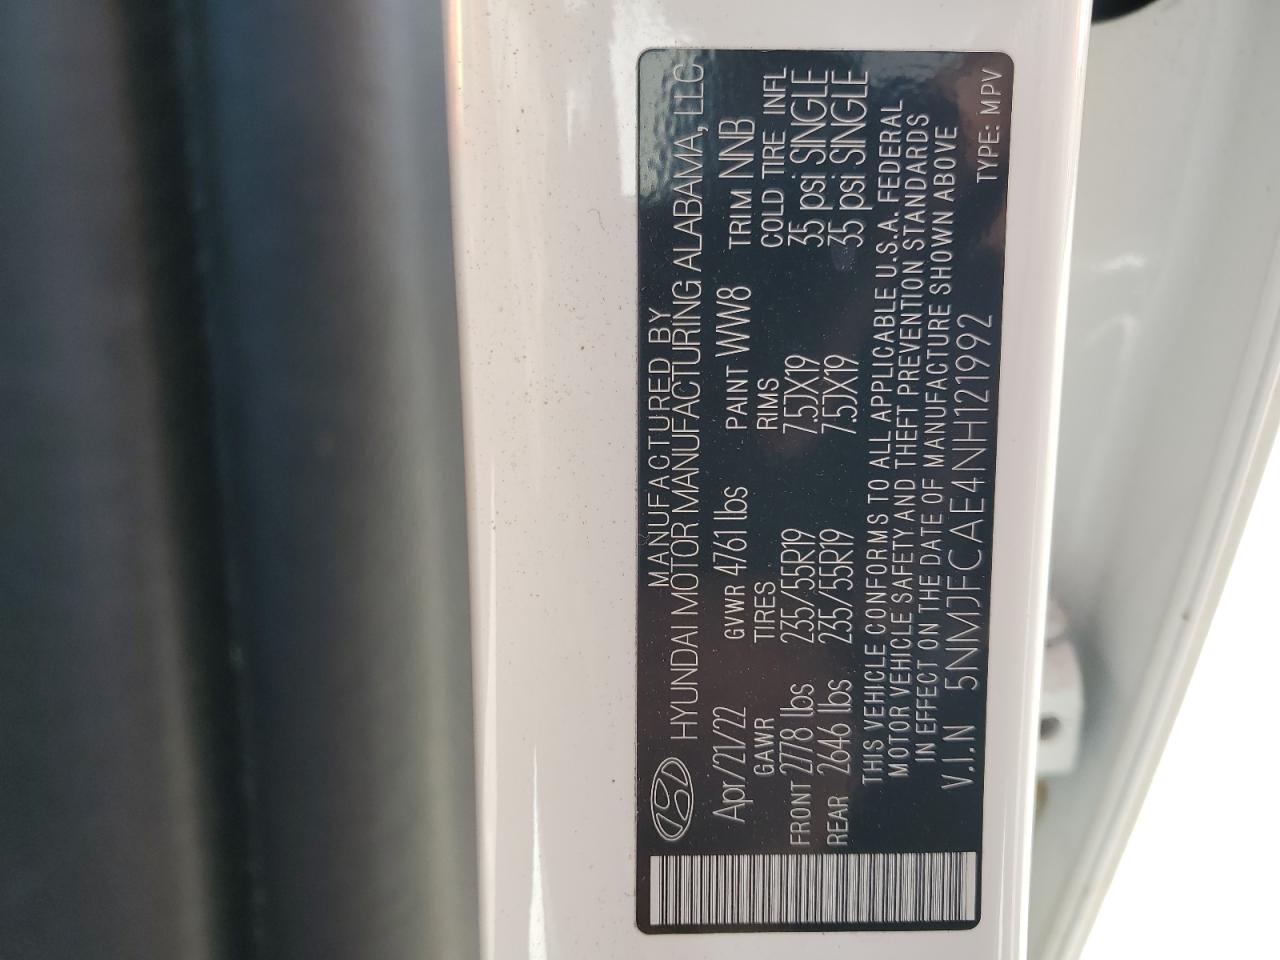 MANUFACTURED BY
HYUNDAI MOTOR MANUFACTURING ALABAMA, LLC
Apr/21/22 GVWR 4761 lbs PAINT WW8 TRIM NNB
GAWR TIRES RIMS COLD TIRE INFL
FRONT 2778 lbs 235/55R19 7.5JX19 35 psi SINGLE
REAR 2646 lbs 235/55R19 7.5JX19 35 psi SINGLE
THIS VEHICLE CONFORMS TO ALL APPLICABLE U.S.A. FEDERAL
MOTOR VEHICLE SAFETY AND THEFT PREVENTION STANDARDS
IN EFFECT ON THE DATE OF MANUFACTURE SHOWN ABOVE
V.I.N 5NMJFCAE4NH121992 TYPE: MPV